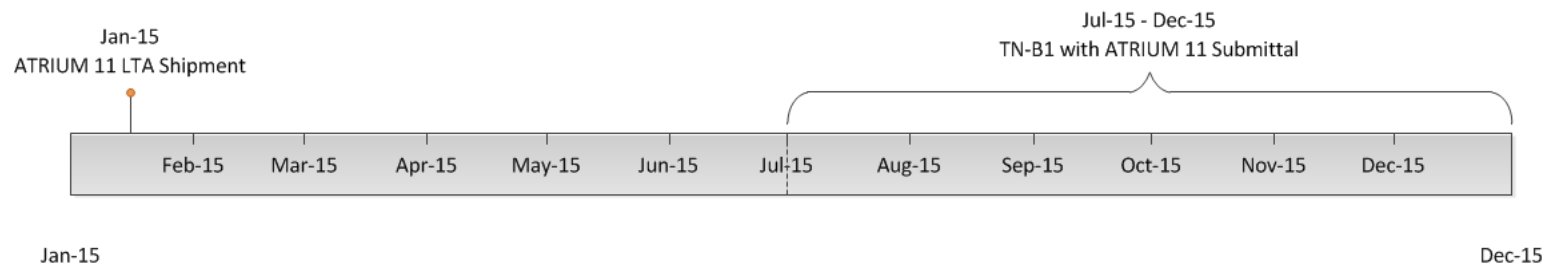 Jul-15 - Dec-15
TN-B1 with ATRIUM 11 Submittal
Jan-15
ATRIUM 11 LTA Shipment
Feb-15 Mar-15 Apr-15 May-15 Jun-15 Jul-15 Aug-15 Sep-15 Oct-15 Nov-15 Dec-15
Jan-15 Dec-15